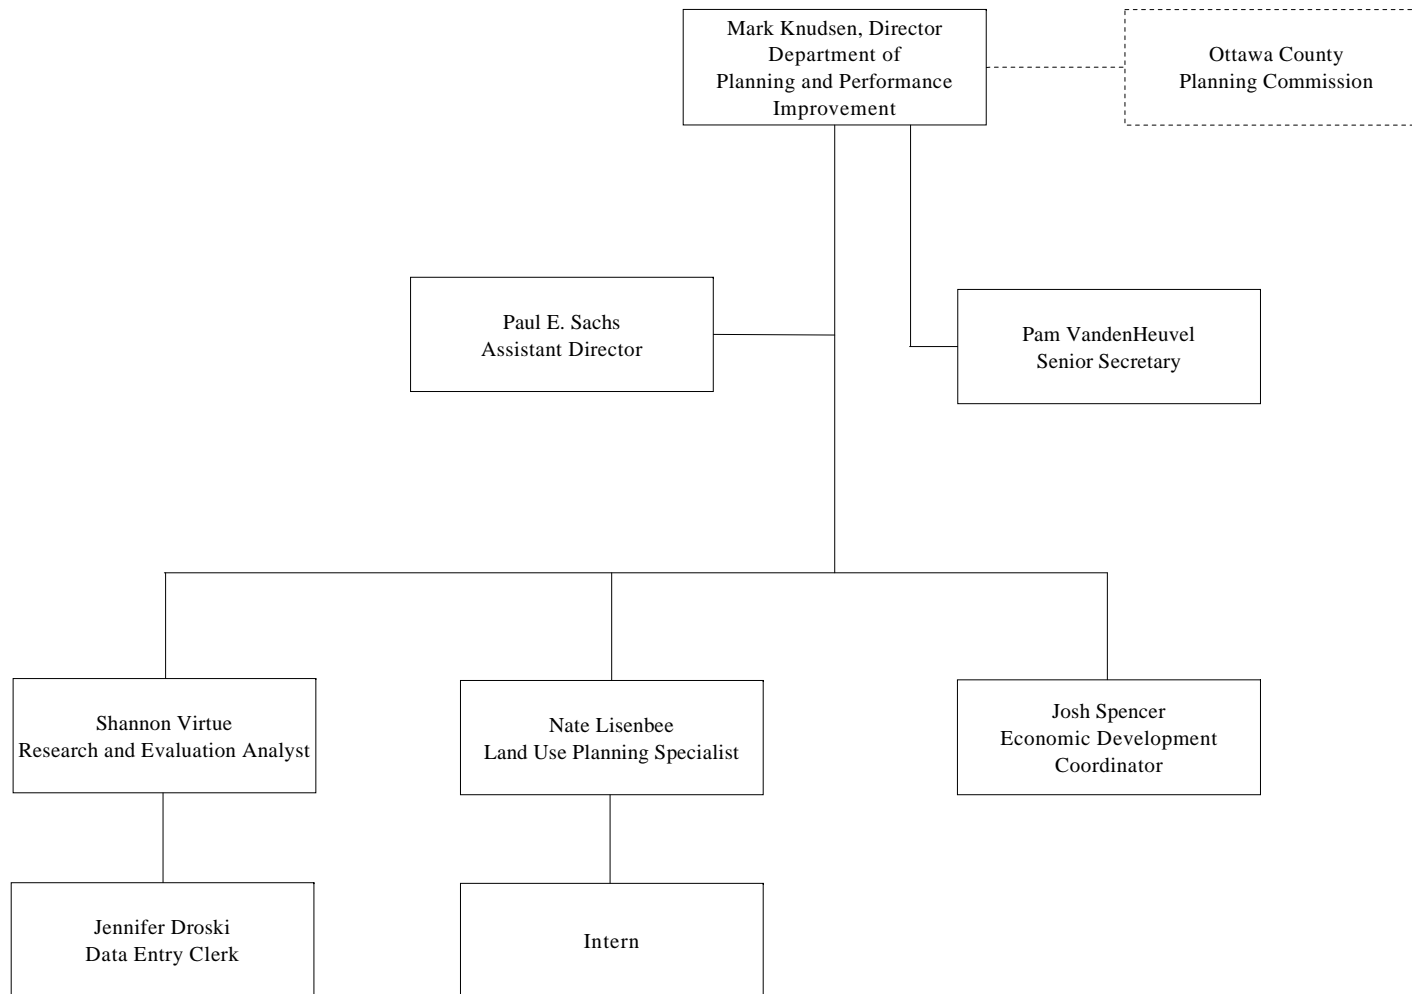 Mark Knudsen, Director
Department of
Planning and Performance
Improvement
Ottawa County
Planning Commission
Paul E. Sachs
Assistant Director
Pam VandenHeuvel
Senior Secretary
Shannon Virtue
Research and Evaluation Analyst
Nate Lisenbee
Land Use Planning Specialist
Josh Spencer
Economic Development
Coordinator
Jennifer Droski
Data Entry Clerk
Intern